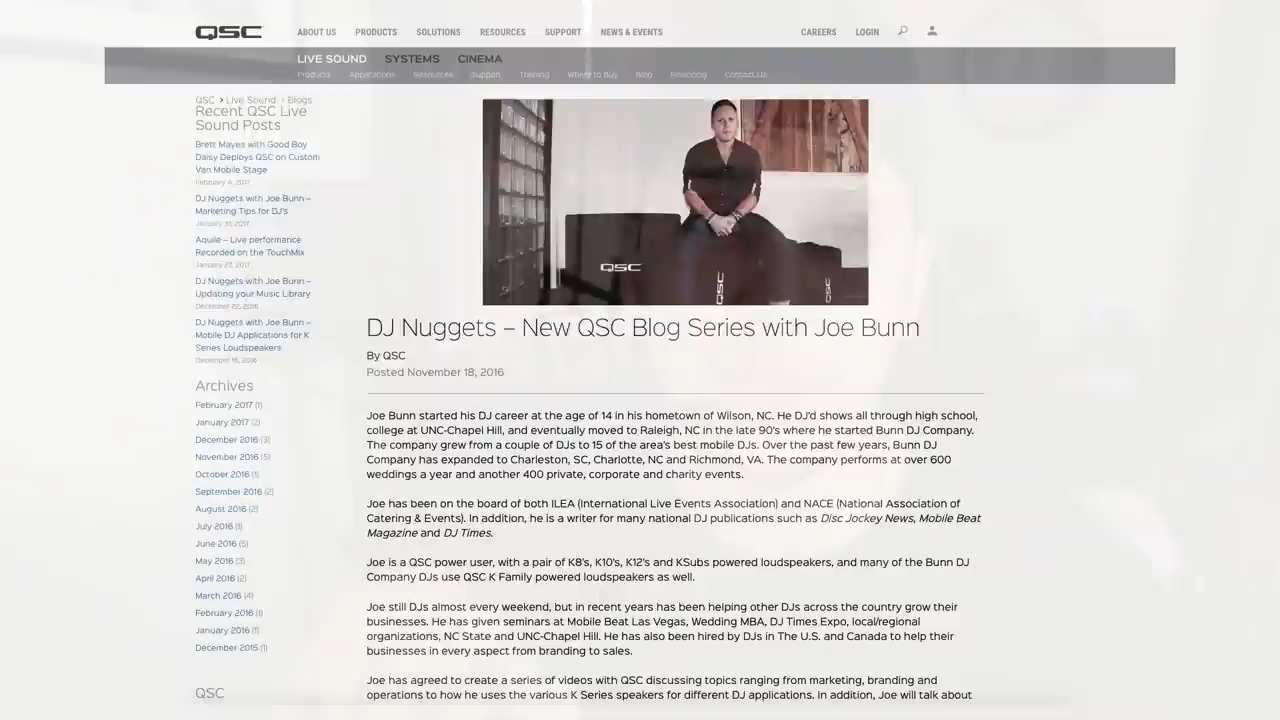 QSC
ABOUT US PRODUCTS SOLUTIONS RESOURCES SUPPORT NEWS & EVENTS CAREERS LOGIN
LIVE SOUND SYSTEMS CINEMA
Products Applications Resources Support Training Where to Buy Blog Financing Contact Us
QSC > Live Sound > Blogs
Recent QSC Live
Sound Posts
Brett Mayes with Good Boy
Daisy Deploys QSC on Custom
Van Mobile Stage
February 4, 2017
DJ Nuggets with Joe Bunn –
Marketing Tips for DJ's
January 31, 2017
Aquile – Live performance
Recorded on the TouchMix
January 27, 2017
DJ Nuggets with Joe Bunn –
Updating your Music Library
December 22, 2016
DJ Nuggets with Joe Bunn –
Mobile DJ Applications for K
Series Loudspeakers
December 16, 2016
Archives
February 2017 (1)
January 2017 (2)
December 2016 (3)
November 2016 (5)
October 2016 (1)
September 2016 (2)
August 2016 (2)
July 2016 (1)
June 2016 (5)
May 2016 (3)
April 2016 (2)
March 2016 (4)
February 2016 (1)
January 2016 (1)
December 2015 (1)
QSC
QSC
QSC
QSC
DJ Nuggets – New QSC Blog Series with Joe Bunn
By QSC
Posted November 18, 2016
Joe Bunn started his DJ career at the age of 14 in his hometown of Wilson, NC. He DJ'd shows all through high school,
college at UNC-Chapel Hill, and eventually moved to Raleigh, NC in the late 90's where he started Bunn DJ Company.
The company grew from a couple of DJs to 15 of the area's best mobile DJs. Over the past few years, Bunn DJ
Company has expanded to Charleston, SC, Charlotte, NC and Richmond, VA. The company performs at over 600
weddings a year and another 400 private, corporate and charity events.
Joe has been on the board of both ILEA (International Live Events Association) and NACE (National Association of
Catering & Events). In addition, he is a writer for many national DJ publications such as Disc Jockey News, Mobile Beat
Magazine and DJ Times.
Joe is a QSC power user, with a pair of K8's, K10's, K12's and KSubs powered loudspeakers, and many of the Bunn DJ
Company DJs use QSC K Family powered loudspeakers as well.
Joe still DJs almost every weekend, but in recent years has been helping other DJs across the country grow their
businesses. He has given seminars at Mobile Beat Las Vegas, Wedding MBA, DJ Times Expo, local/regional
organizations, NC State and UNC-Chapel Hill. He has also been hired by DJs in The U.S. and Canada to help their
businesses in every aspect from branding to sales.
Joe has agreed to create a series of videos with QSC discussing topics ranging from marketing, branding and
operations to how he uses the various K Series speakers for different DJ applications. In addition, Joe will talk about